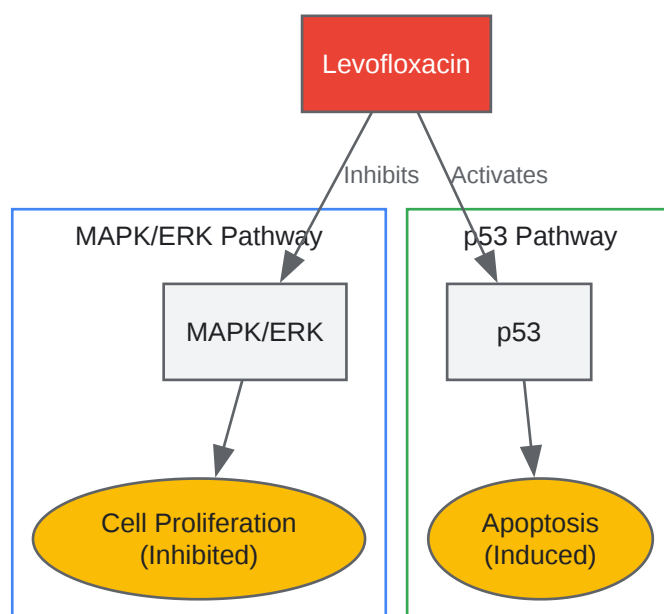 Levofloxacin
Inhibits
Activates
MAPK/ERK Pathway
p53 Pathway
MAPK/ERK
p53
Cell Proliferation
(Inhibited)
Apoptosis
(Induced)